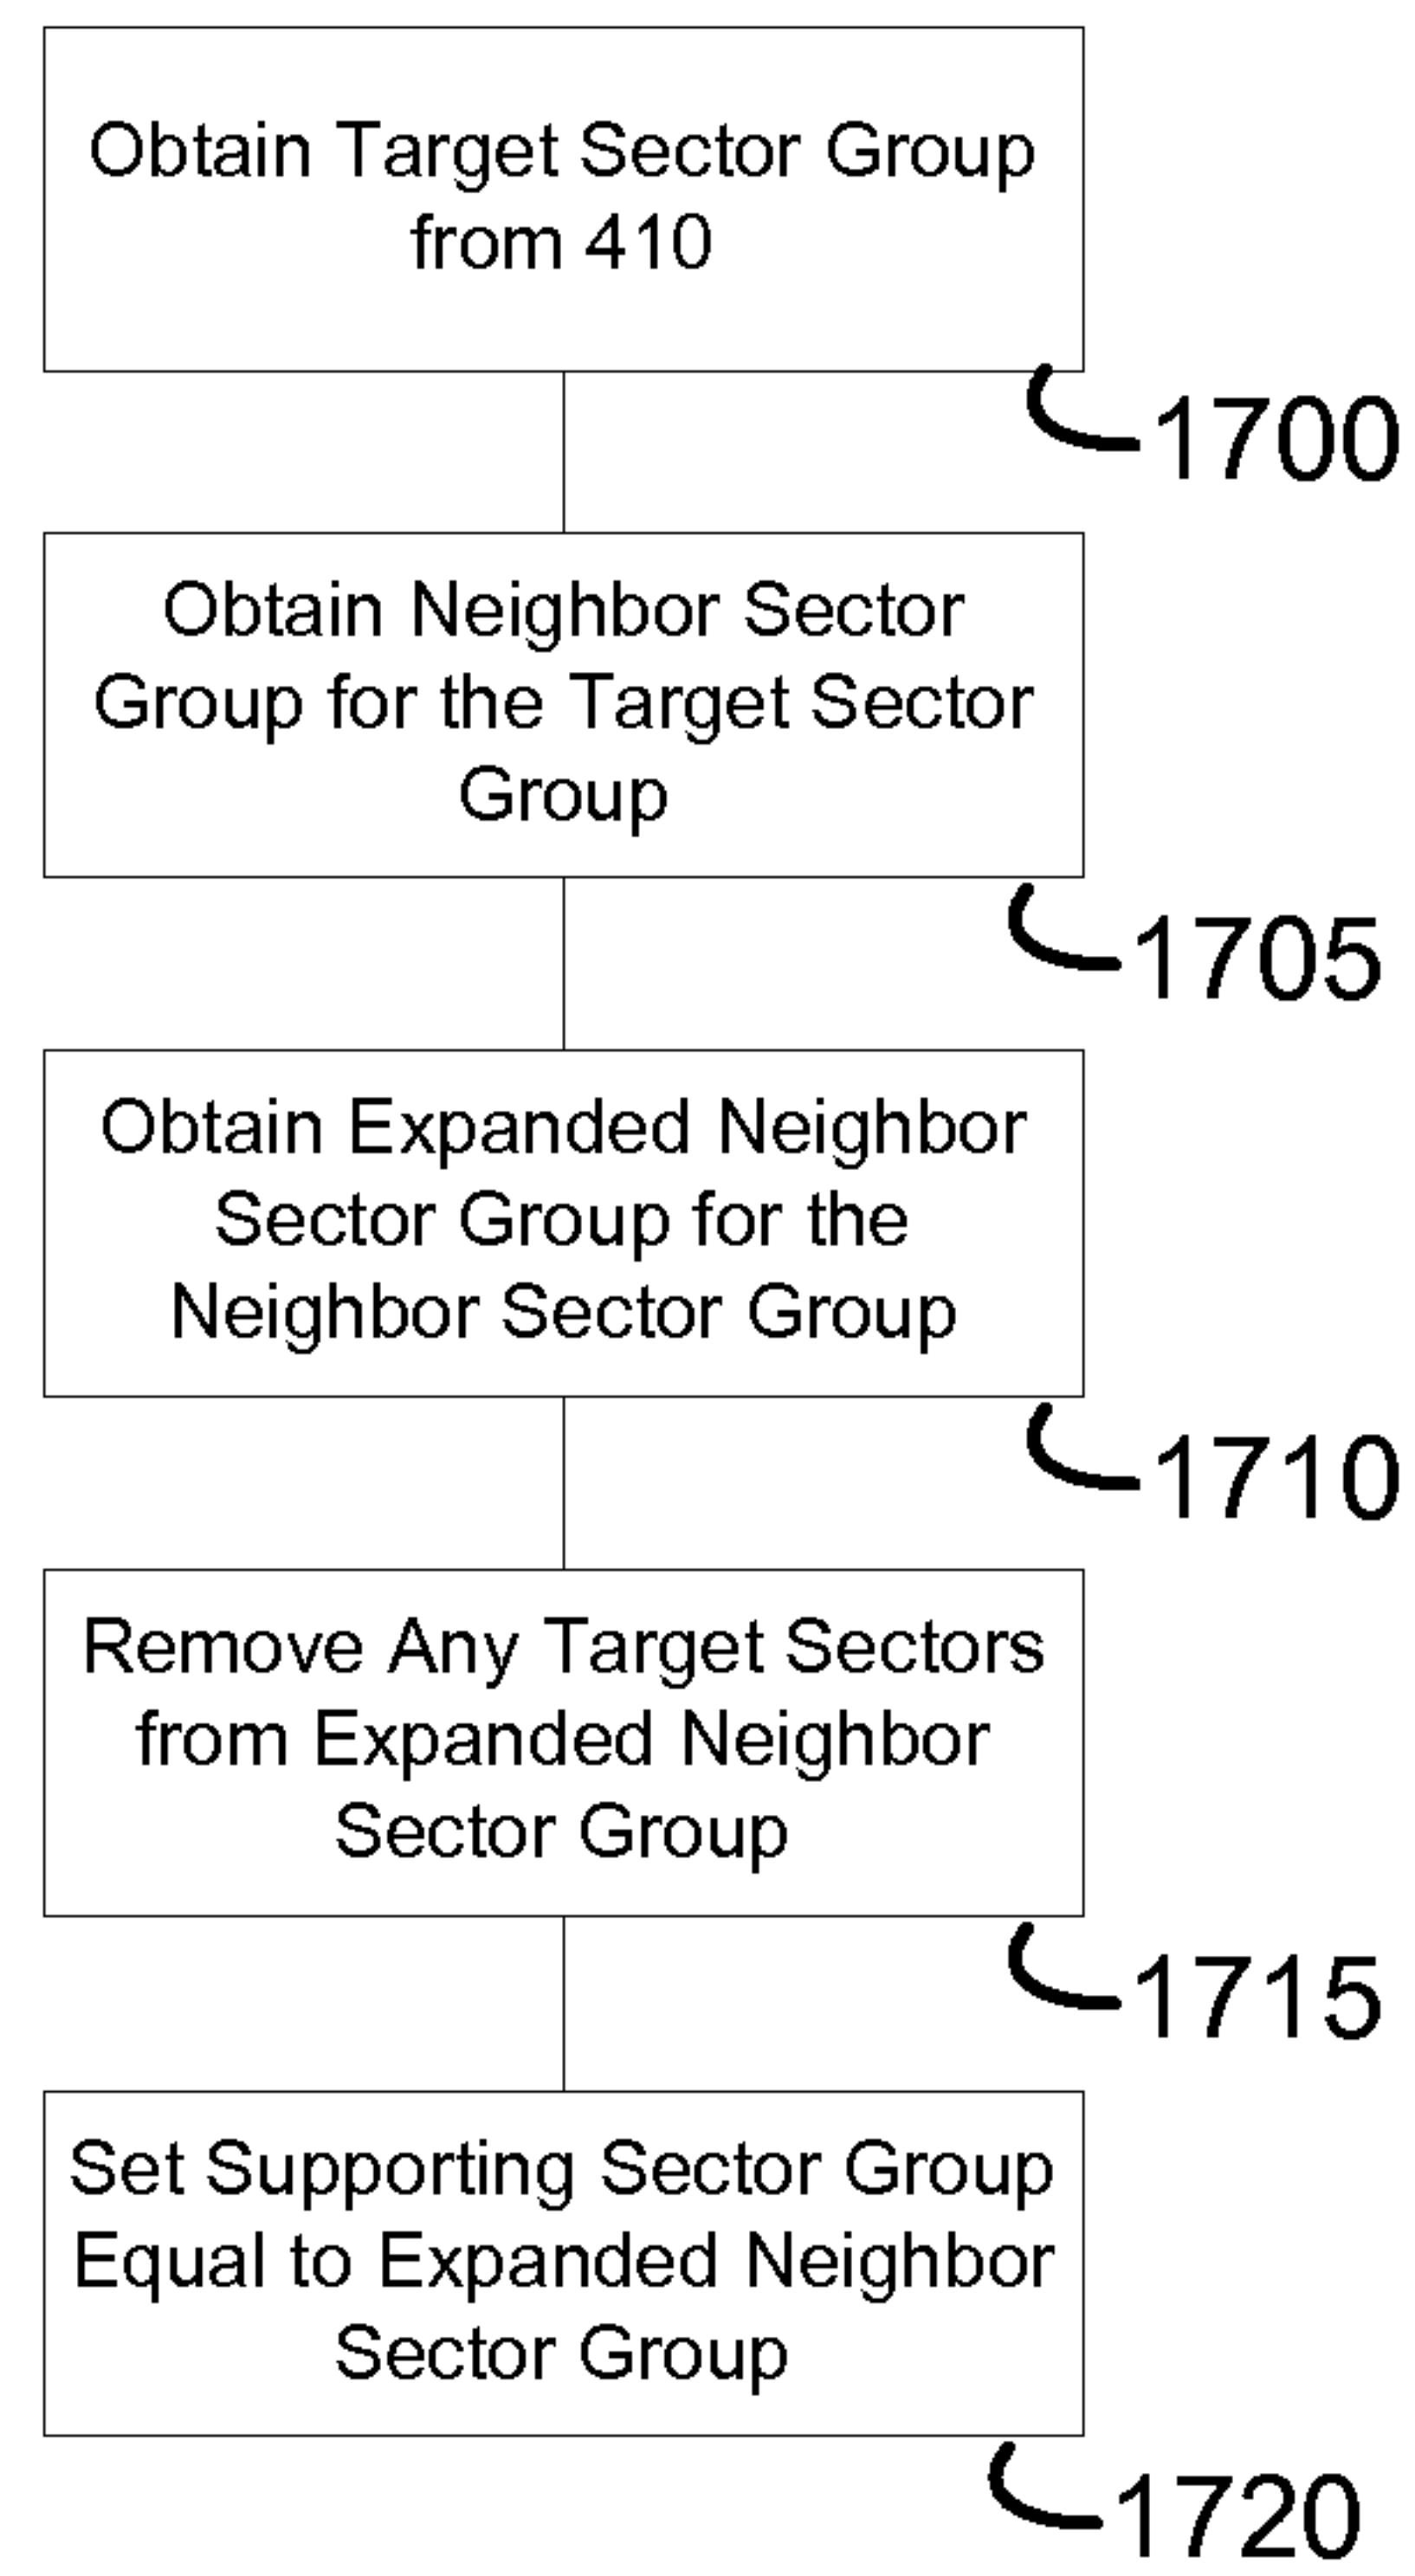 Obtain Target Sector Group
from 410
1700
Obtain Neighbor Sector
Group for the Target Sector
Group
1705
Obtain Expanded Neighbor
Sector Group for the
Neighbor Sector Group
1710
Remove Any Target Sectors
from Expanded Neighbor
Sector Group
1715
Set Supporting Sector Group
Equal to Expanded Neighbor
Sector Group
1720